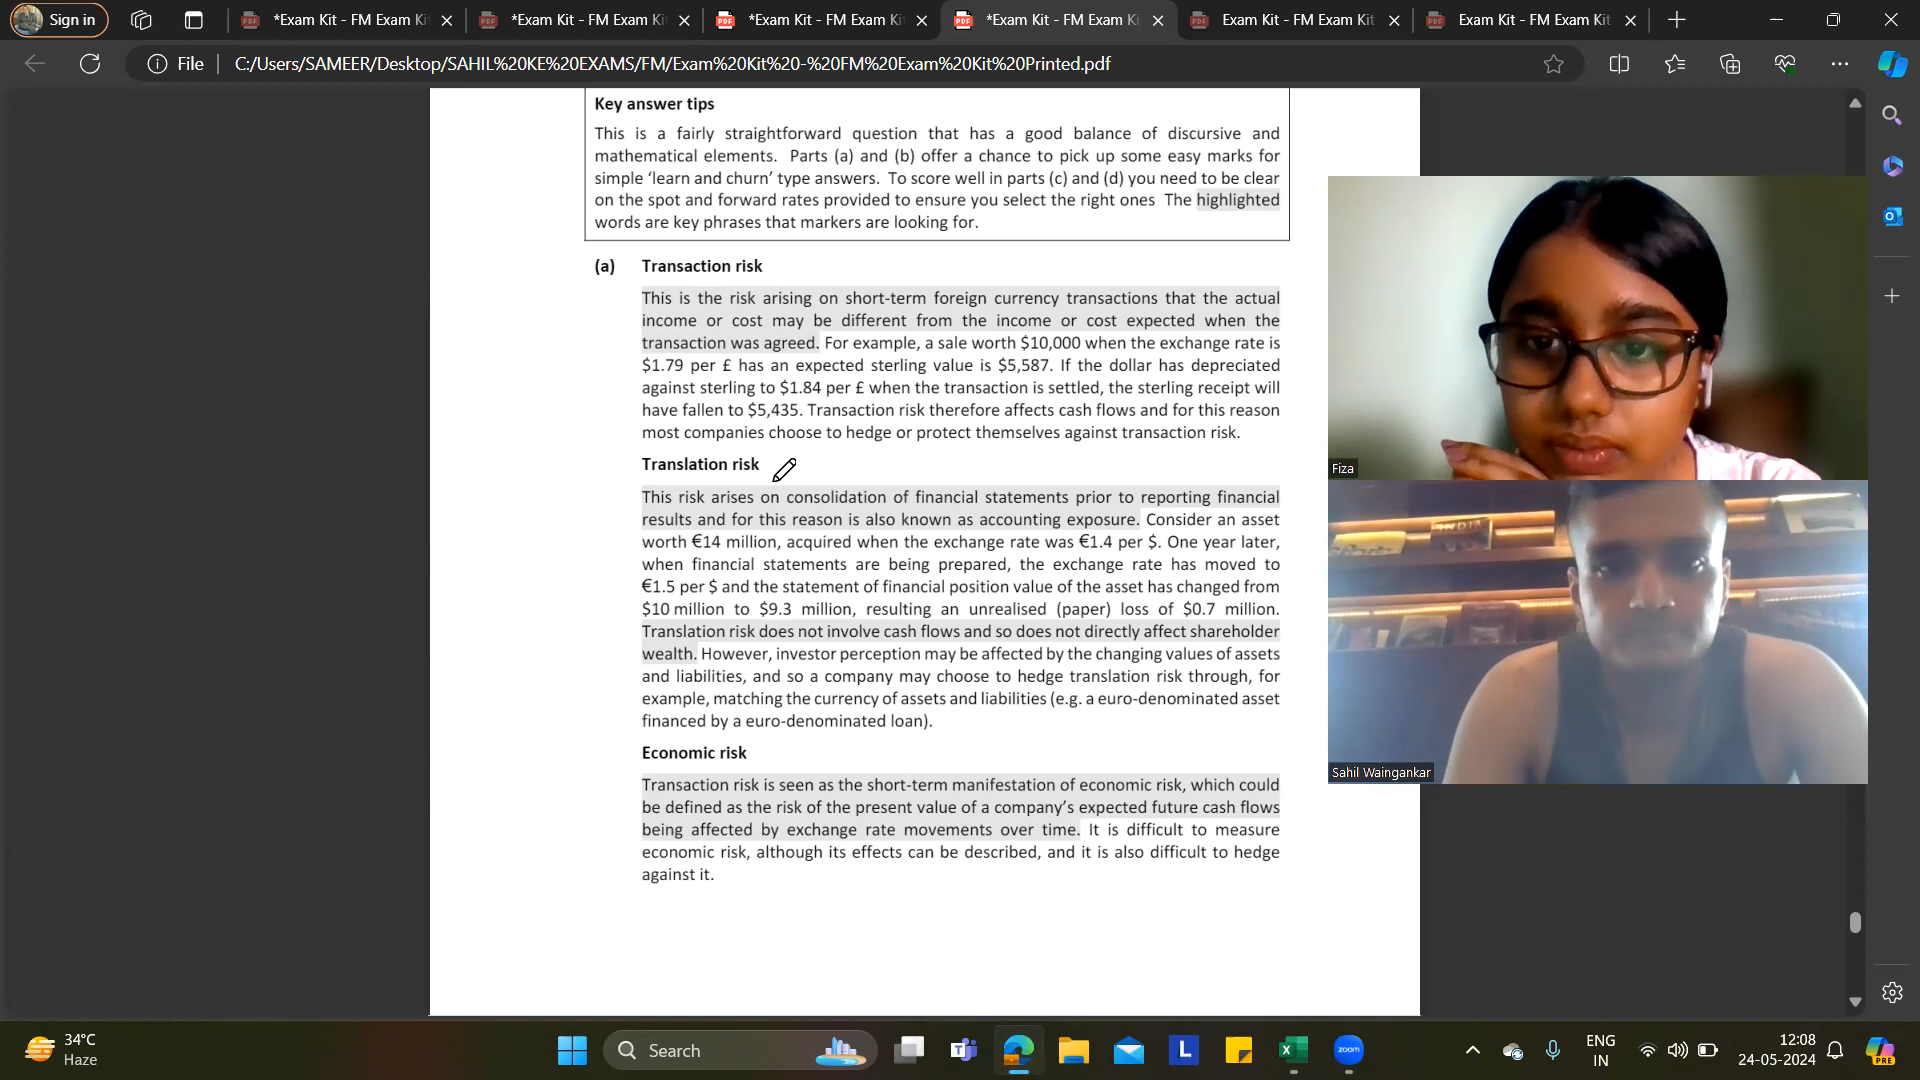 Sign in
*Exam Kit - FM Exam Ki
*Exam Kit - FM Exam Kit
*Exam Kit - FM Exam Kit
*Exam Kit - FM Exam Ki
Exam Kit - FM Exam Kit
Exam Kit - FM Exam Kit
File
C:/Users/SAMEER/Desktop/SAHIL%20KE%20EXAMS/FM/Exam%20Kit%20-%20FM%20Exam%20Kit%20Printed.pdf
Key answer tips
This is a fairly straightforward question that has a good balance of discursive and
mathematical elements. Parts (a) and (b) offer a chance to pick up some easy marks for
simple ‘learn and churn’ type answers. To score well in parts (c) and (d) you need to be clear
on the spot and forward rates provided to ensure you select the right ones The highlighted
words are key phrases that markers are looking for.
(a) Transaction risk
This is the risk arising on short-term foreign currency transactions that the actual
income or cost may be different from the income or cost expected when the
transaction was agreed. For example, a sale worth $10,000 when the exchange rate is
$1.79 per £ has an expected sterling value is $5,587. If the dollar has depreciated
against sterling to $1.84 per £ when the transaction is settled, the sterling receipt will
have fallen to $5,435. Transaction risk therefore affects cash flows and for this reason
most companies choose to hedge or protect themselves against transaction risk.
Translation risk
This risk arises on consolidation of financial statements prior to reporting financial
results and for this reason is also known as accounting exposure. Consider an asset
worth €14 million, acquired when the exchange rate was €1.4 per $. One year later,
when financial statements are being prepared, the exchange rate has moved to
€1.5 per $ and the statement of financial position value of the asset has changed from
$10 million to $9.3 million, resulting an unrealised (paper) loss of $0.7 million.
Translation risk does not involve cash flows and so does not directly affect shareholder
wealth. However, investor perception may be affected by the changing values of assets
and liabilities, and so a company may choose to hedge translation risk through, for
example, matching the currency of assets and liabilities (e.g. a euro-denominated asset
financed by a euro-denominated loan).
Economic risk
Transaction risk is seen as the short-term manifestation of economic risk, which could
be defined as the risk of the present value of a company’s expected future cash flows
being affected by exchange rate movements over time. It is difficult to measure
economic risk, although its effects can be described, and it is also difficult to hedge
against it.
Fiza
Sahil Waingankar
34°C
Haze
Search
zoom
ENG
IN
12:08
24-05-2024
PRE